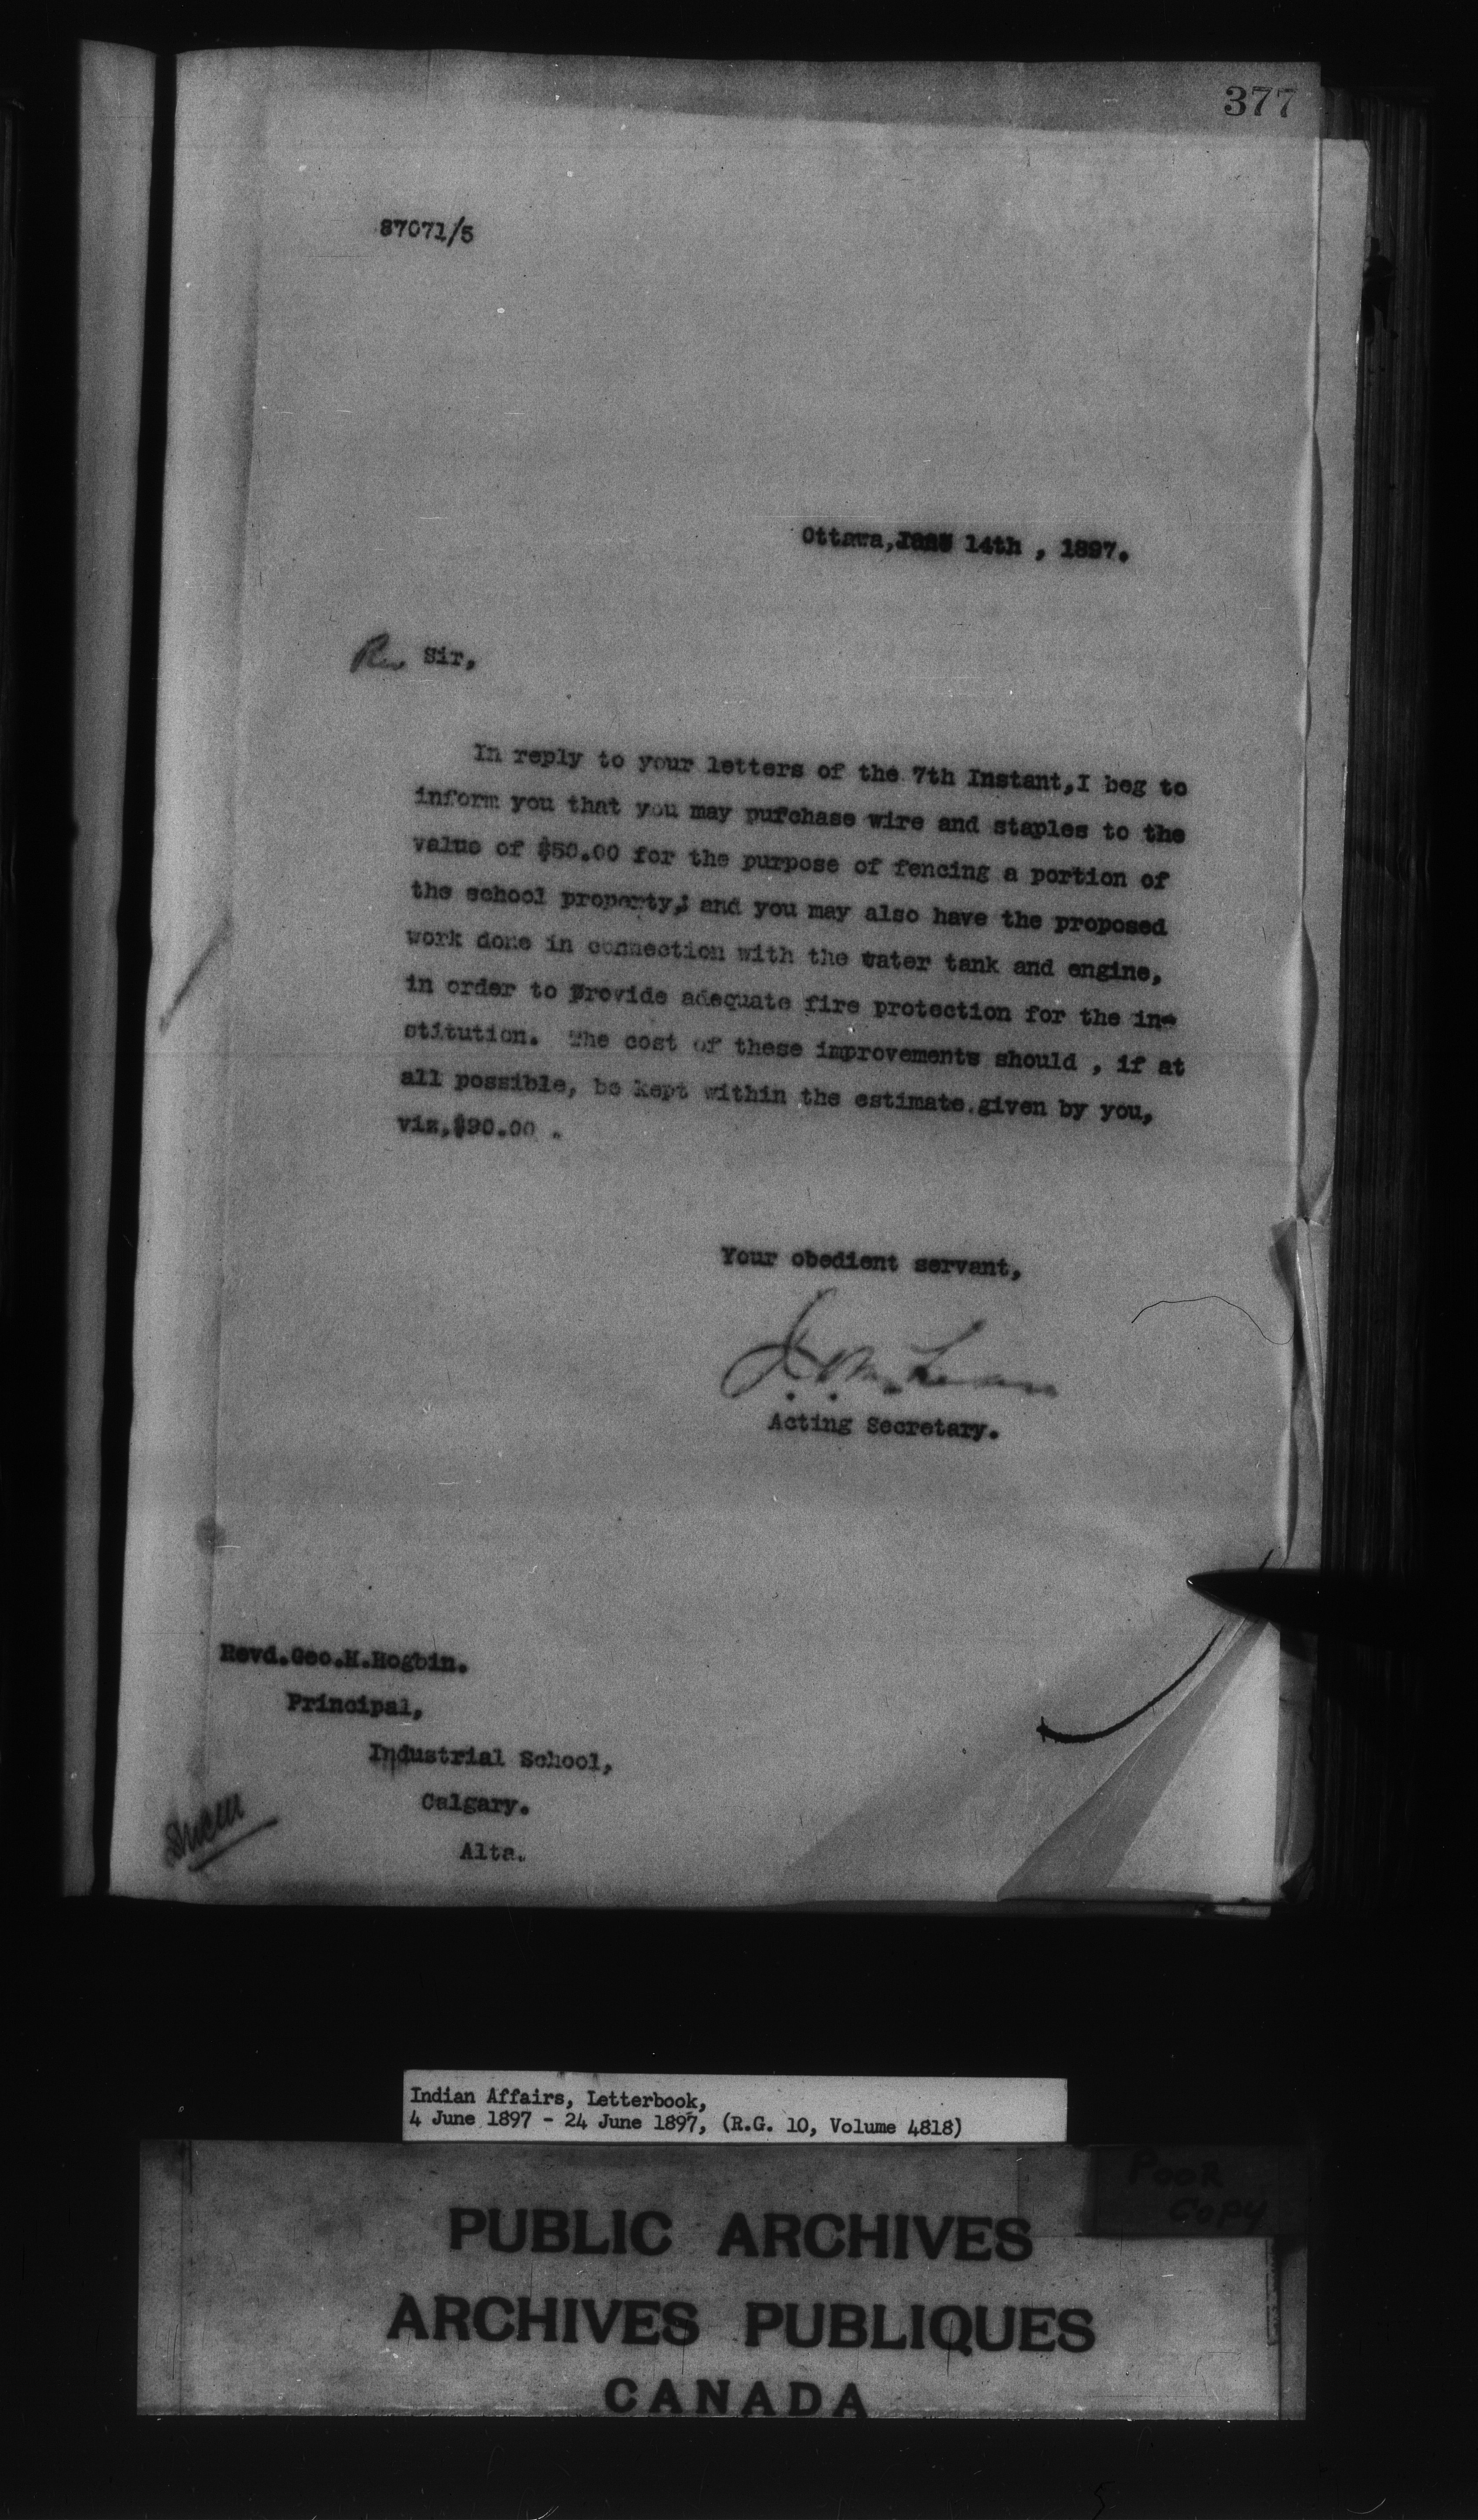 377
87071/5
Ottawa, June 14th , 1897.
Rev Sir,
In reply to your letters of the 7th Instant,I beg to
inform you that you may purchase wire and staples to the
value of $50.00 for the purpose of fencing a portion of
the school property,; and you may also have the proposed
work done in connection with the water tank and engine,
in order to provide adequate fire protection for the in-
stitution. The cost of these improvements should , if at
all possible, be kept within the estimate given by you,
viz,$90.00 .
Your obedient servant,
J.D.McLean
Acting Secretary.
Revd.Geo.H.Hogbin.
Principal,
Industrial School,
Calgary.
Alta.
Indian Affairs, Letterbook,
4 June 1897 - 24 June 1897, (R.G. 10, Volume 4818)
POOR
COPY
PUBLIC ARCHIVES
ARCHIVES PUBLIQUES
CANADA